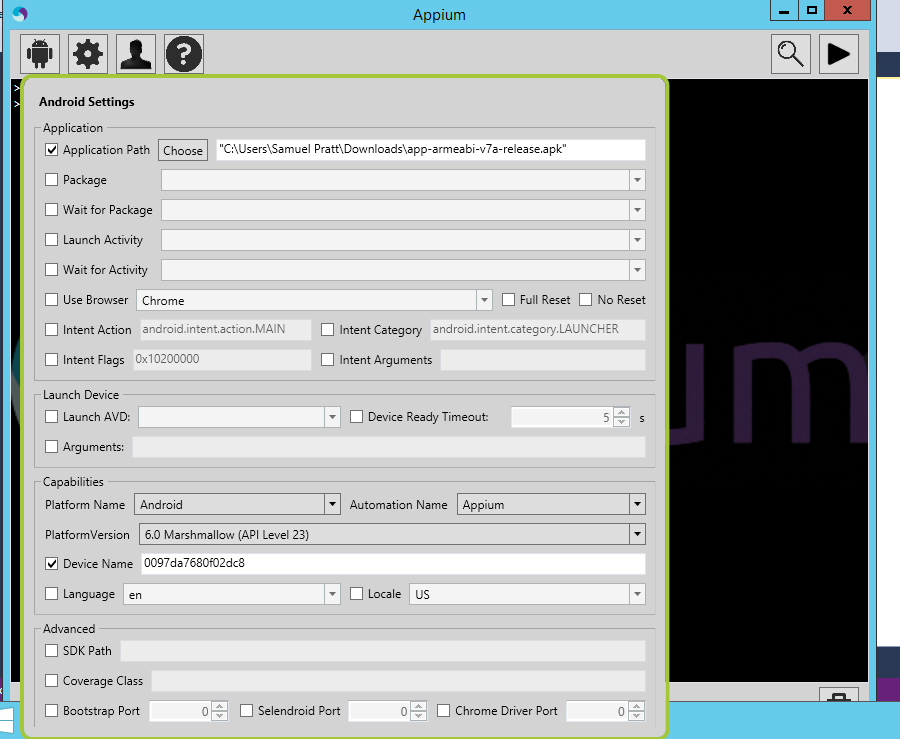 Appium
Android Settings
Application
Application Path Choose "C:\Users\Samuel Pratt\Downloads\app-armeabi-v7a-release.apk"
Package
Wait for Package
Launch Activity
Wait for Activity
Use Browser Chrome Full Reset No Reset
Intent Action android.intent.action.MAIN Intent Category android.intent.category.LAUNCHER
Intent Flags 0x10200000 Intent Arguments
Launch Device
Launch AVD: Device Ready Timeout: 5 s
Arguments:
Capabilities
Platform Name Android Automation Name Appium
PlatformVersion 6.0 Marshmallow (API Level 23)
Device Name 0097da7680f02dc8
Language en Locale US
Advanced
SDK Path
Coverage Class
Bootstrap Port 0 Selendroid Port 0 Chrome Driver Port 0
um